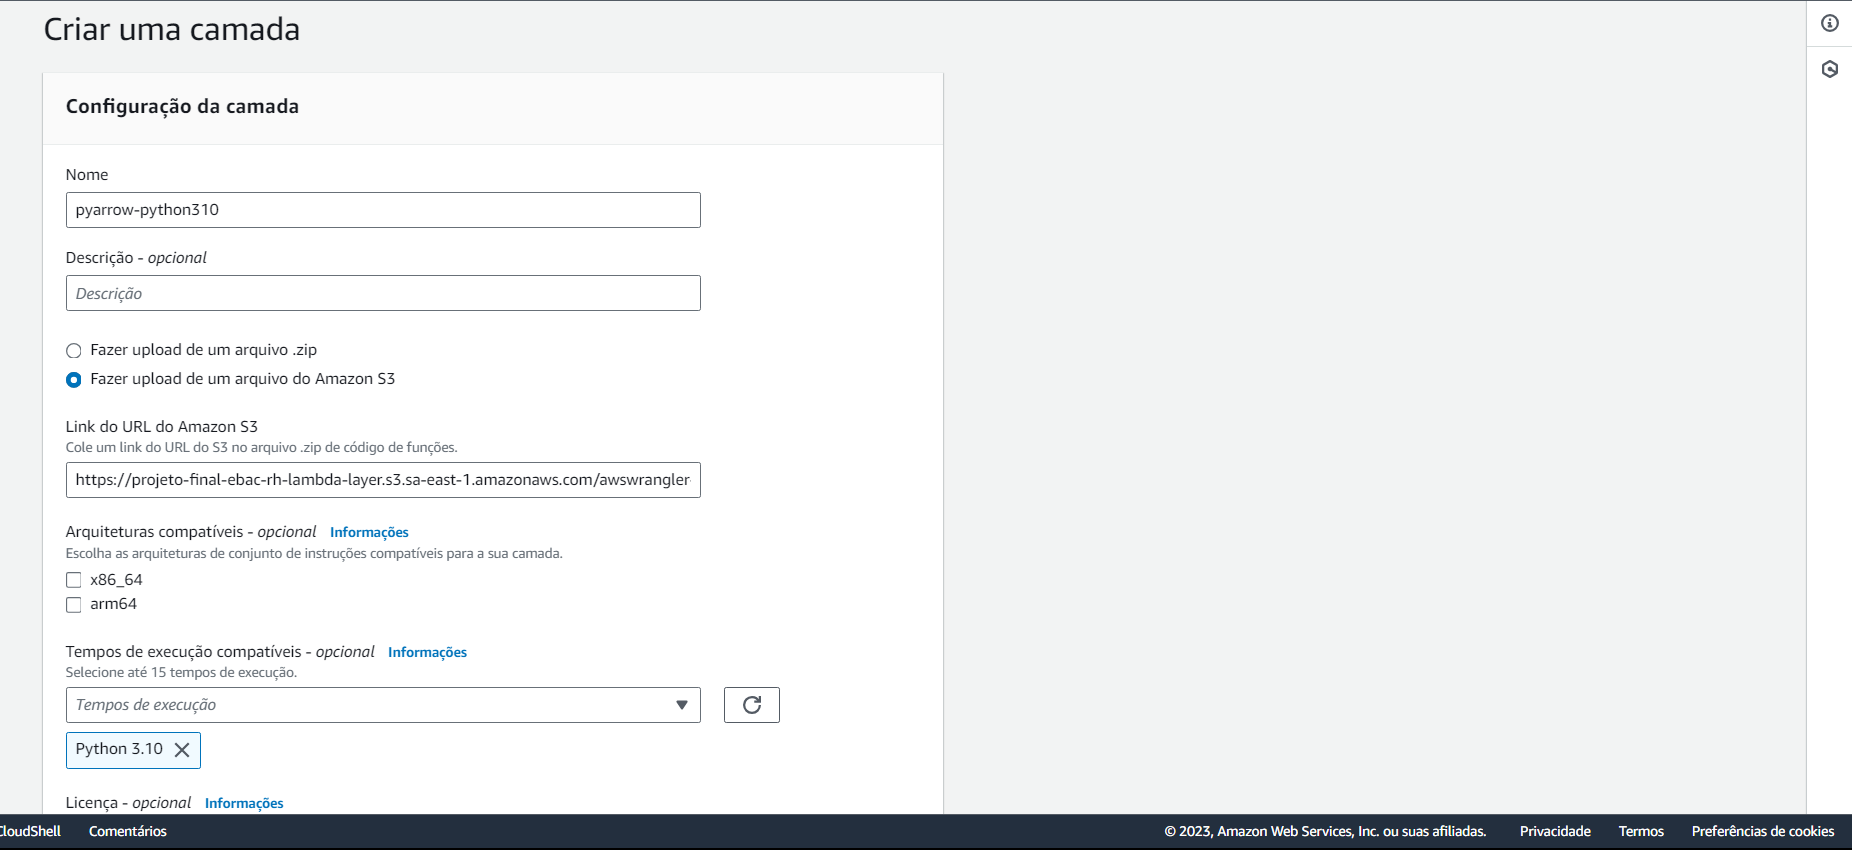 Criar uma camada
Configuração da camada
Nome
pyarrow-python310
Descrição - opcional
Descrição
Fazer upload de um arquivo .zip
Fazer upload de um arquivo do Amazon S3
Link do URL do Amazon S3
Cole um link do URL do S3 no arquivo .zip de código de funções.
https://projeto-final-ebac-rh-lambda-layer.s3.sa-east-1.amazonaws.com/awswrangler
Arquiteturas compatíveis - opcional Informações
Escolha as arquiteturas de conjunto de instruções compatíveis para a sua camada.
x86_64
arm64
Tempos de execução compatíveis - opcional Informações
Selecione até 15 tempos de execução.
Tempos de execução
Python 3.10
Licença - opcional Informações
CloudShell Comentários © 2023, Amazon Web Services, Inc. ou suas afiliadas. Privacidade Termos Preferências de cookies